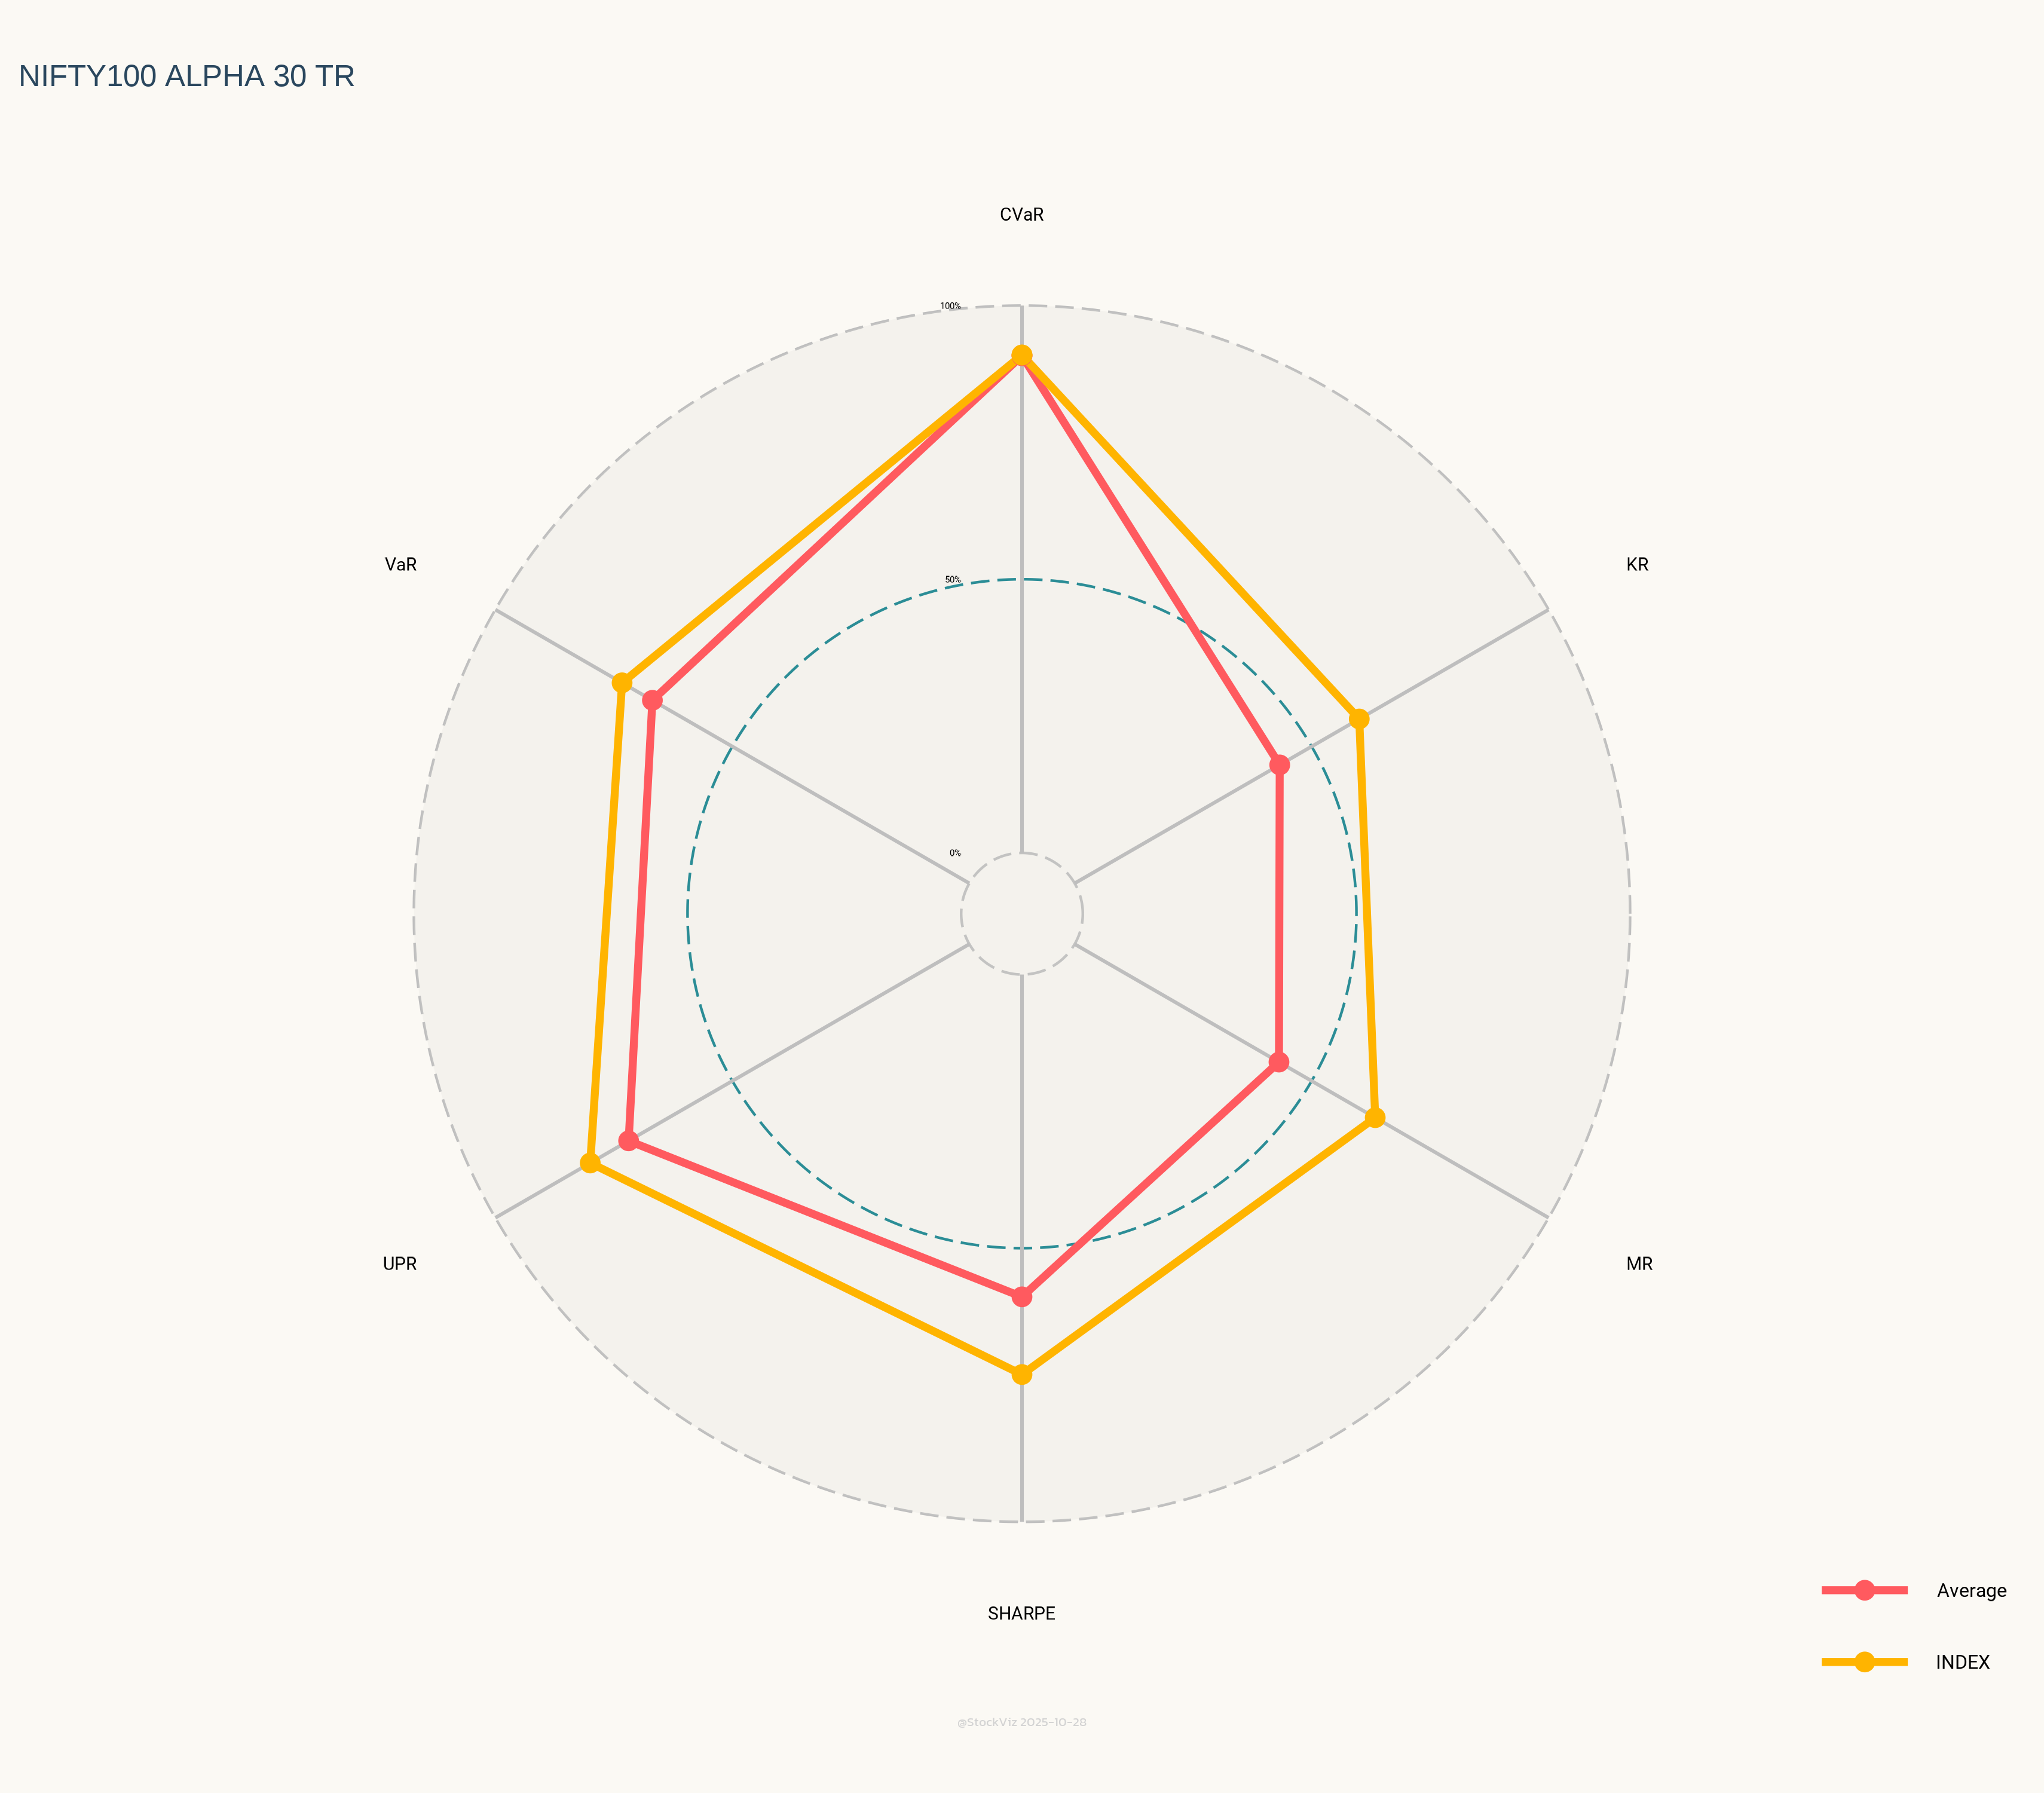 NIFTY100 ALPHA 30 TR
CVaR
100%
KR
VaR
50%
0%
UPR
MR
SHARPE
Average
INDEX
@StockViz 2025-10-28